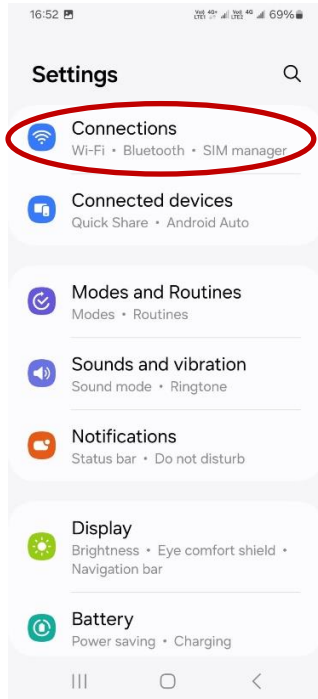 16:52 69%
Settings
Connections
Wi-Fi • Bluetooth • SIM manager
Connected devices
Quick Share • Android Auto
Modes and Routines
Modes • Routines
Sounds and vibration
Sound mode • Ringtone
Notifications
Status bar • Do not disturb
Display
Brightness • Eye comfort shield •
Navigation bar
Battery
Power saving • Charging